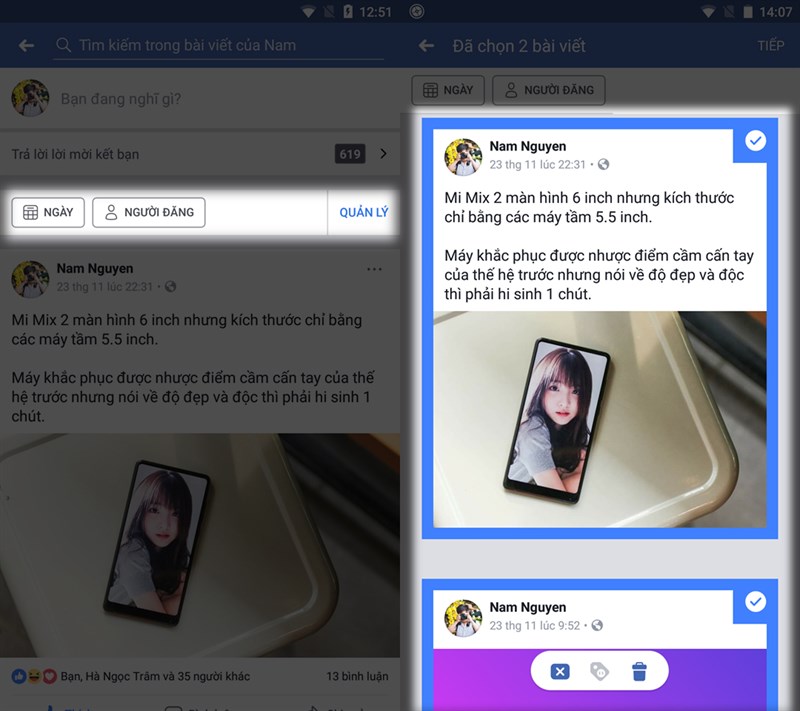 12:51
Tìm kiếm trong bài viết của Nam
Bạn đang nghĩ gì?
Trả lời lời mời kết bạn
619
NGÀY
NGƯỜI ĐĂNG
QUẢN LÝ
Nam Nguyen
23 thg 11 lúc 22:31 •
Mi Mix 2 màn hình 6 inch nhưng kích thước chỉ bằng
các máy tầm 5.5 inch.
Máy khắc phục được nhược điểm cầm cấn tay của thế
hệ trước nhưng nói về độ đẹp và độc thì phải hi sinh 1
chút.
Bạn, Hà Ngọc Trâm và 35 người khác
13 bình luận
14:07
Đã chọn 2 bài viết
TIẾP
NGÀY
NGƯỜI ĐĂNG
Nam Nguyen
23 thg 11 lúc 22:31 •
Mi Mix 2 màn hình 6 inch nhưng kích thước
chỉ bằng các máy tầm 5.5 inch.
Máy khắc phục được nhược điểm cầm cấn tay
của thế hệ trước nhưng nói về độ đẹp và độc
thì phải hi sinh 1 chút.
Nam Nguyen
23 thg 11 lúc 9:52 •